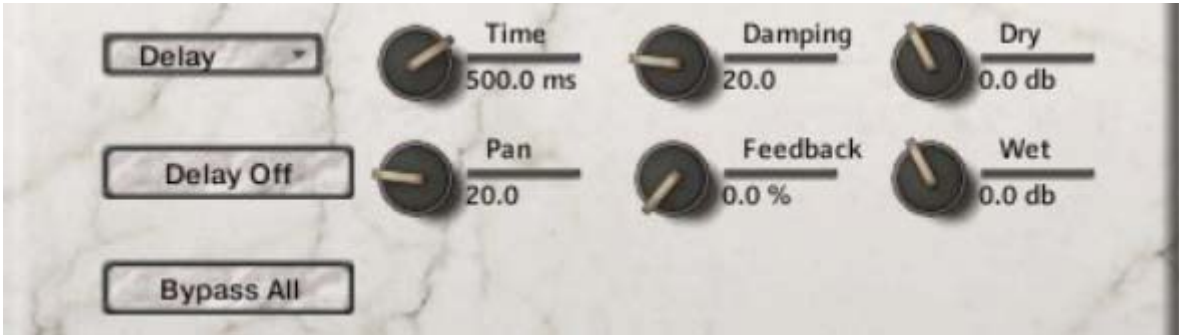 Delay
Time
500.0 ms
Damping
20.0
Dry
0.0 db
Delay Off
Pan
20.0
Feedback
0.0 %
Wet
0.0 db
Bypass All